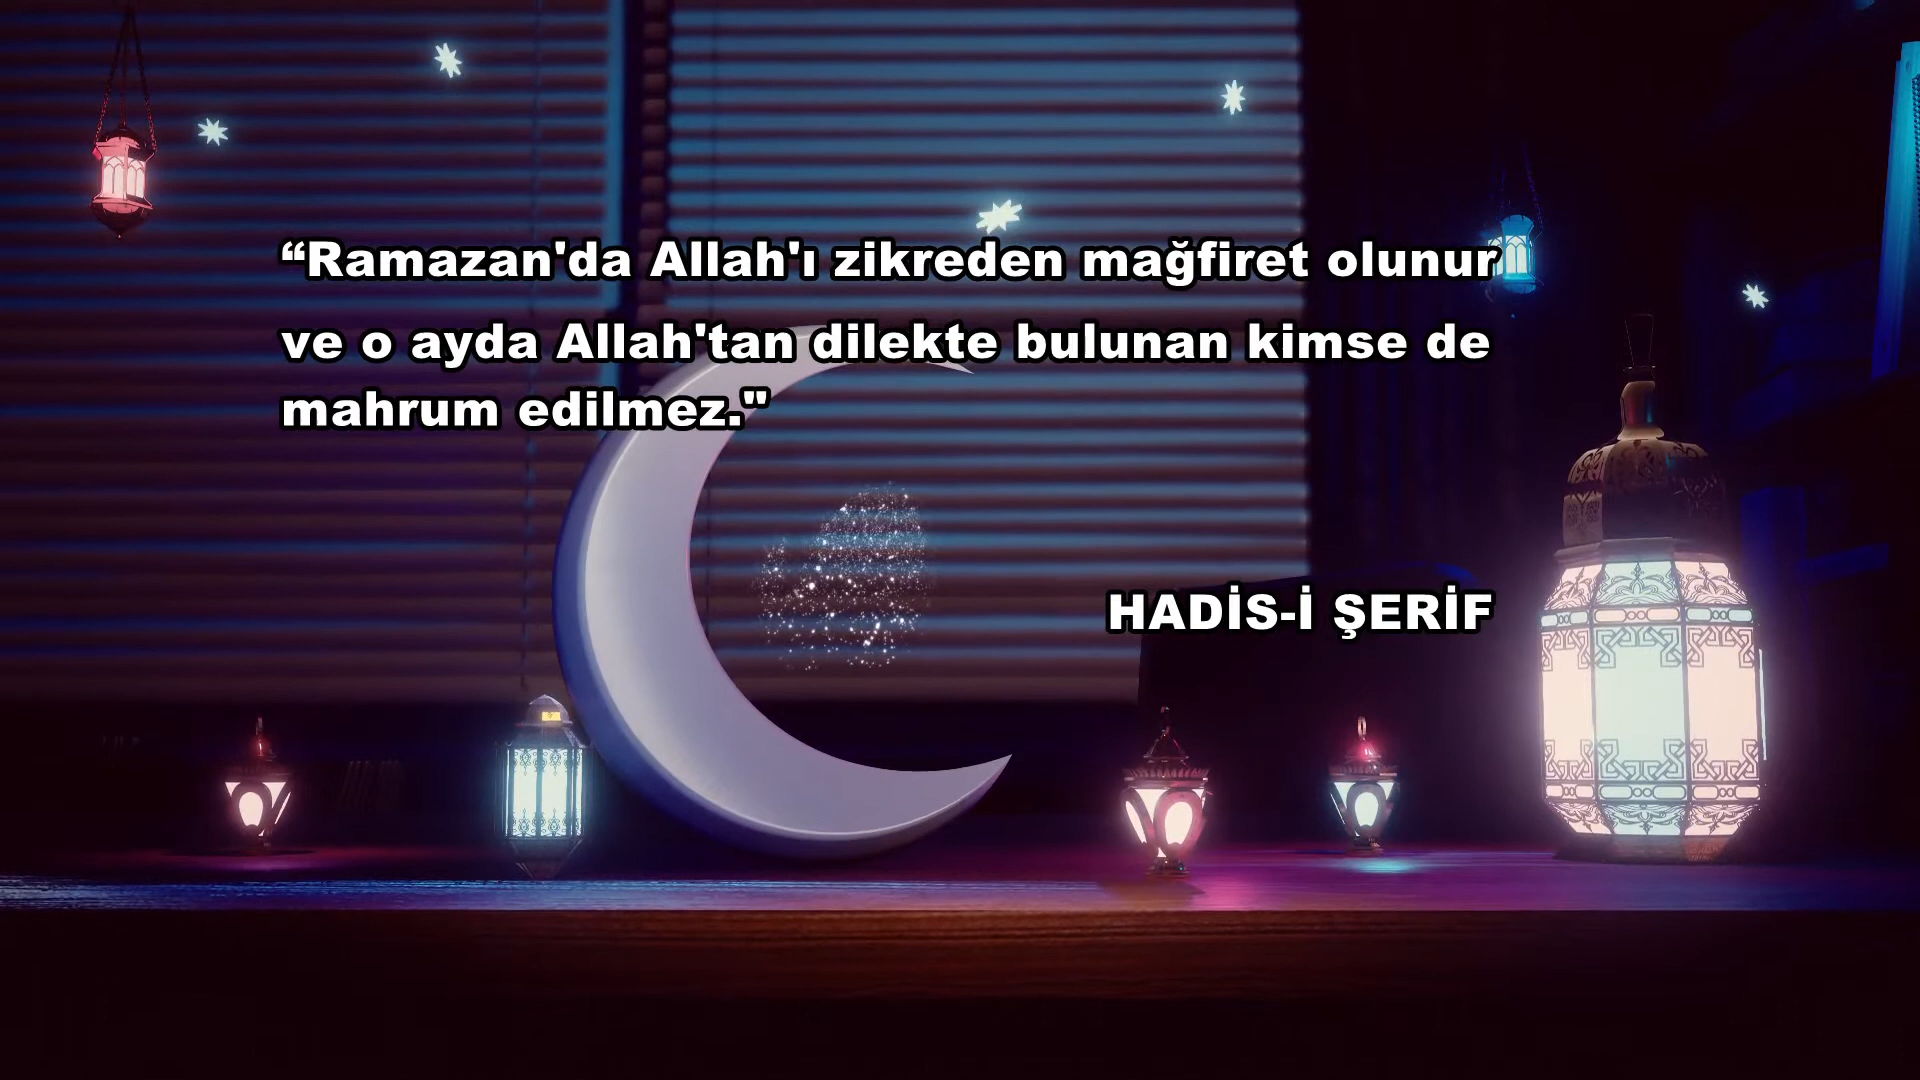 “Ramazan'da Allah'ı zikreden mağfiret olunur
ve o ayda Allah'tan dilekte bulunan kimse de
mahrum edilmez."
HADİS-İ ŞERİF